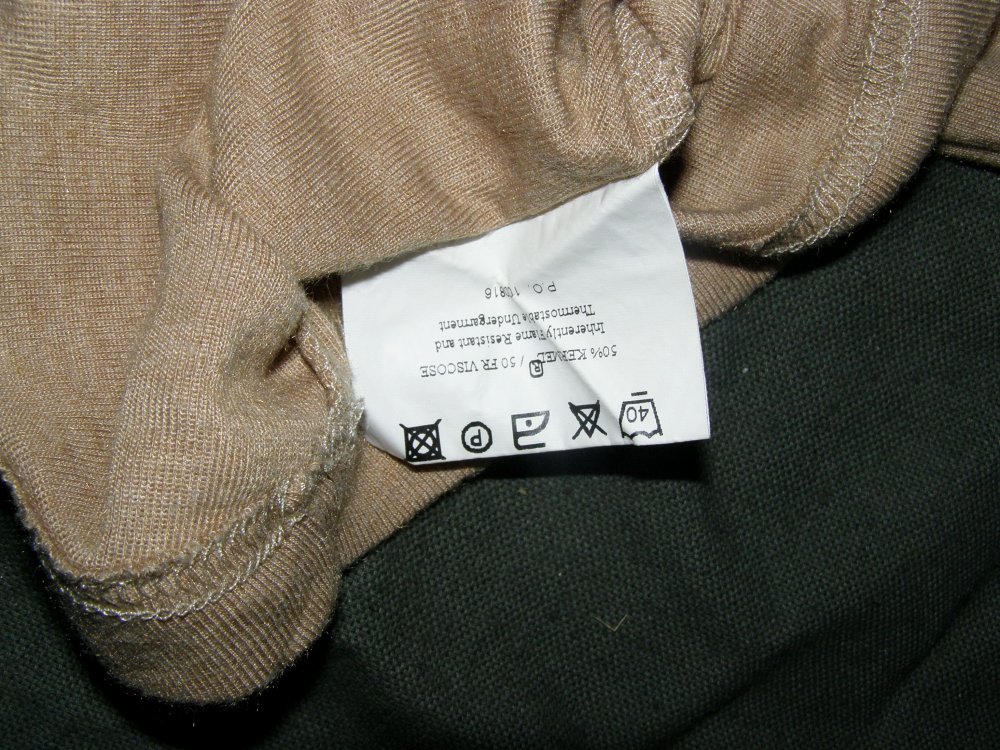 40 P
50% KERMEL® / 50 FR VISCOSE
Inherently Flame Resistant and
Thermostable Undergarment
P.O. 10816